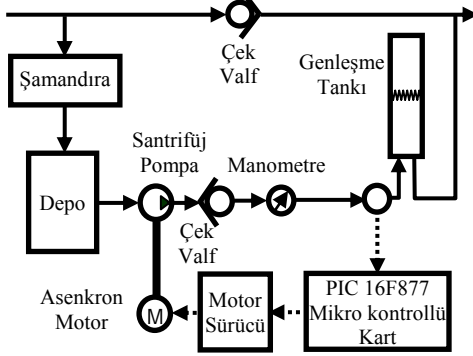 Çek
Valf
Genleşme
Tankı
Şamandıra
Santrifüj
Pompa
Manometre
Depo
Çek
Valf
Asenkron
Motor
M
Motor
Sürücü
PIC 16F877
Mikro kontrollü
Kart